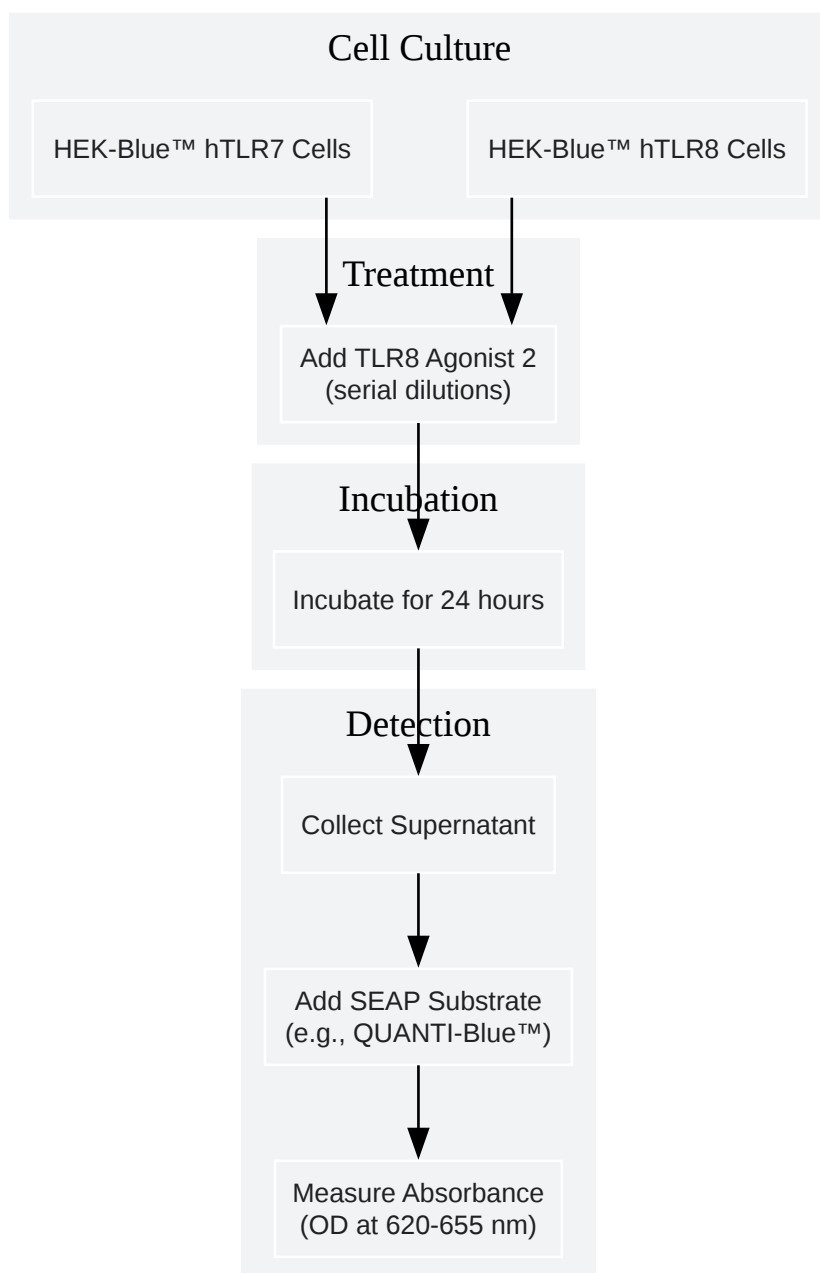 Cell Culture
HEK-Blue™ hTLR7 Cells
HEK-Blue™ hTLR8 Cells
Treatment
Add TLR8 Agonist 2
(serial dilutions)
Incubation
Incubate for 24 hours
Detection
Collect Supernatant
Add SEAP Substrate
(e.g., QUANTI-Blue™)
Measure Absorbance
(OD at 620-655 nm)